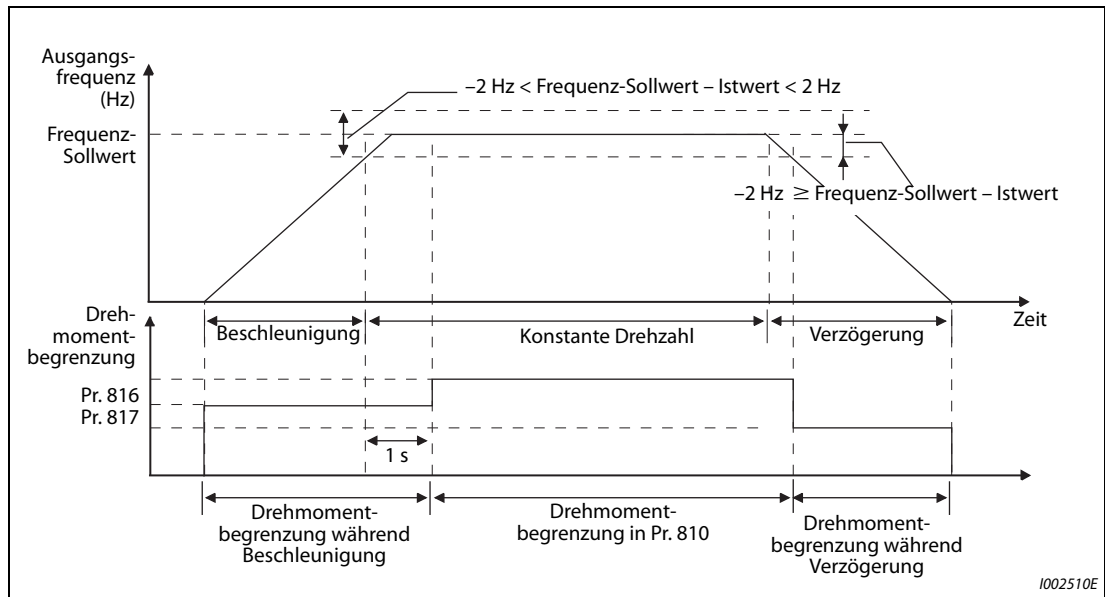 Ausgangs-
frequenz
(Hz)
–2 Hz < Frequenz-Sollwert – Istwert < 2 Hz
Frequenz-
Sollwert
–2 Hz ≥ Frequenz-Sollwert – Istwert
Zeit
Dreh-
moment-
begrenzung
Beschleunigung
Konstante Drehzahl
Verzögerung
Pr. 816
Pr. 817
1 s
Drehmoment-
begrenzung während
Beschleunigung
Drehmoment-
begrenzung in Pr. 810
Drehmoment-
begrenzung während
Verzögerung
I002510E